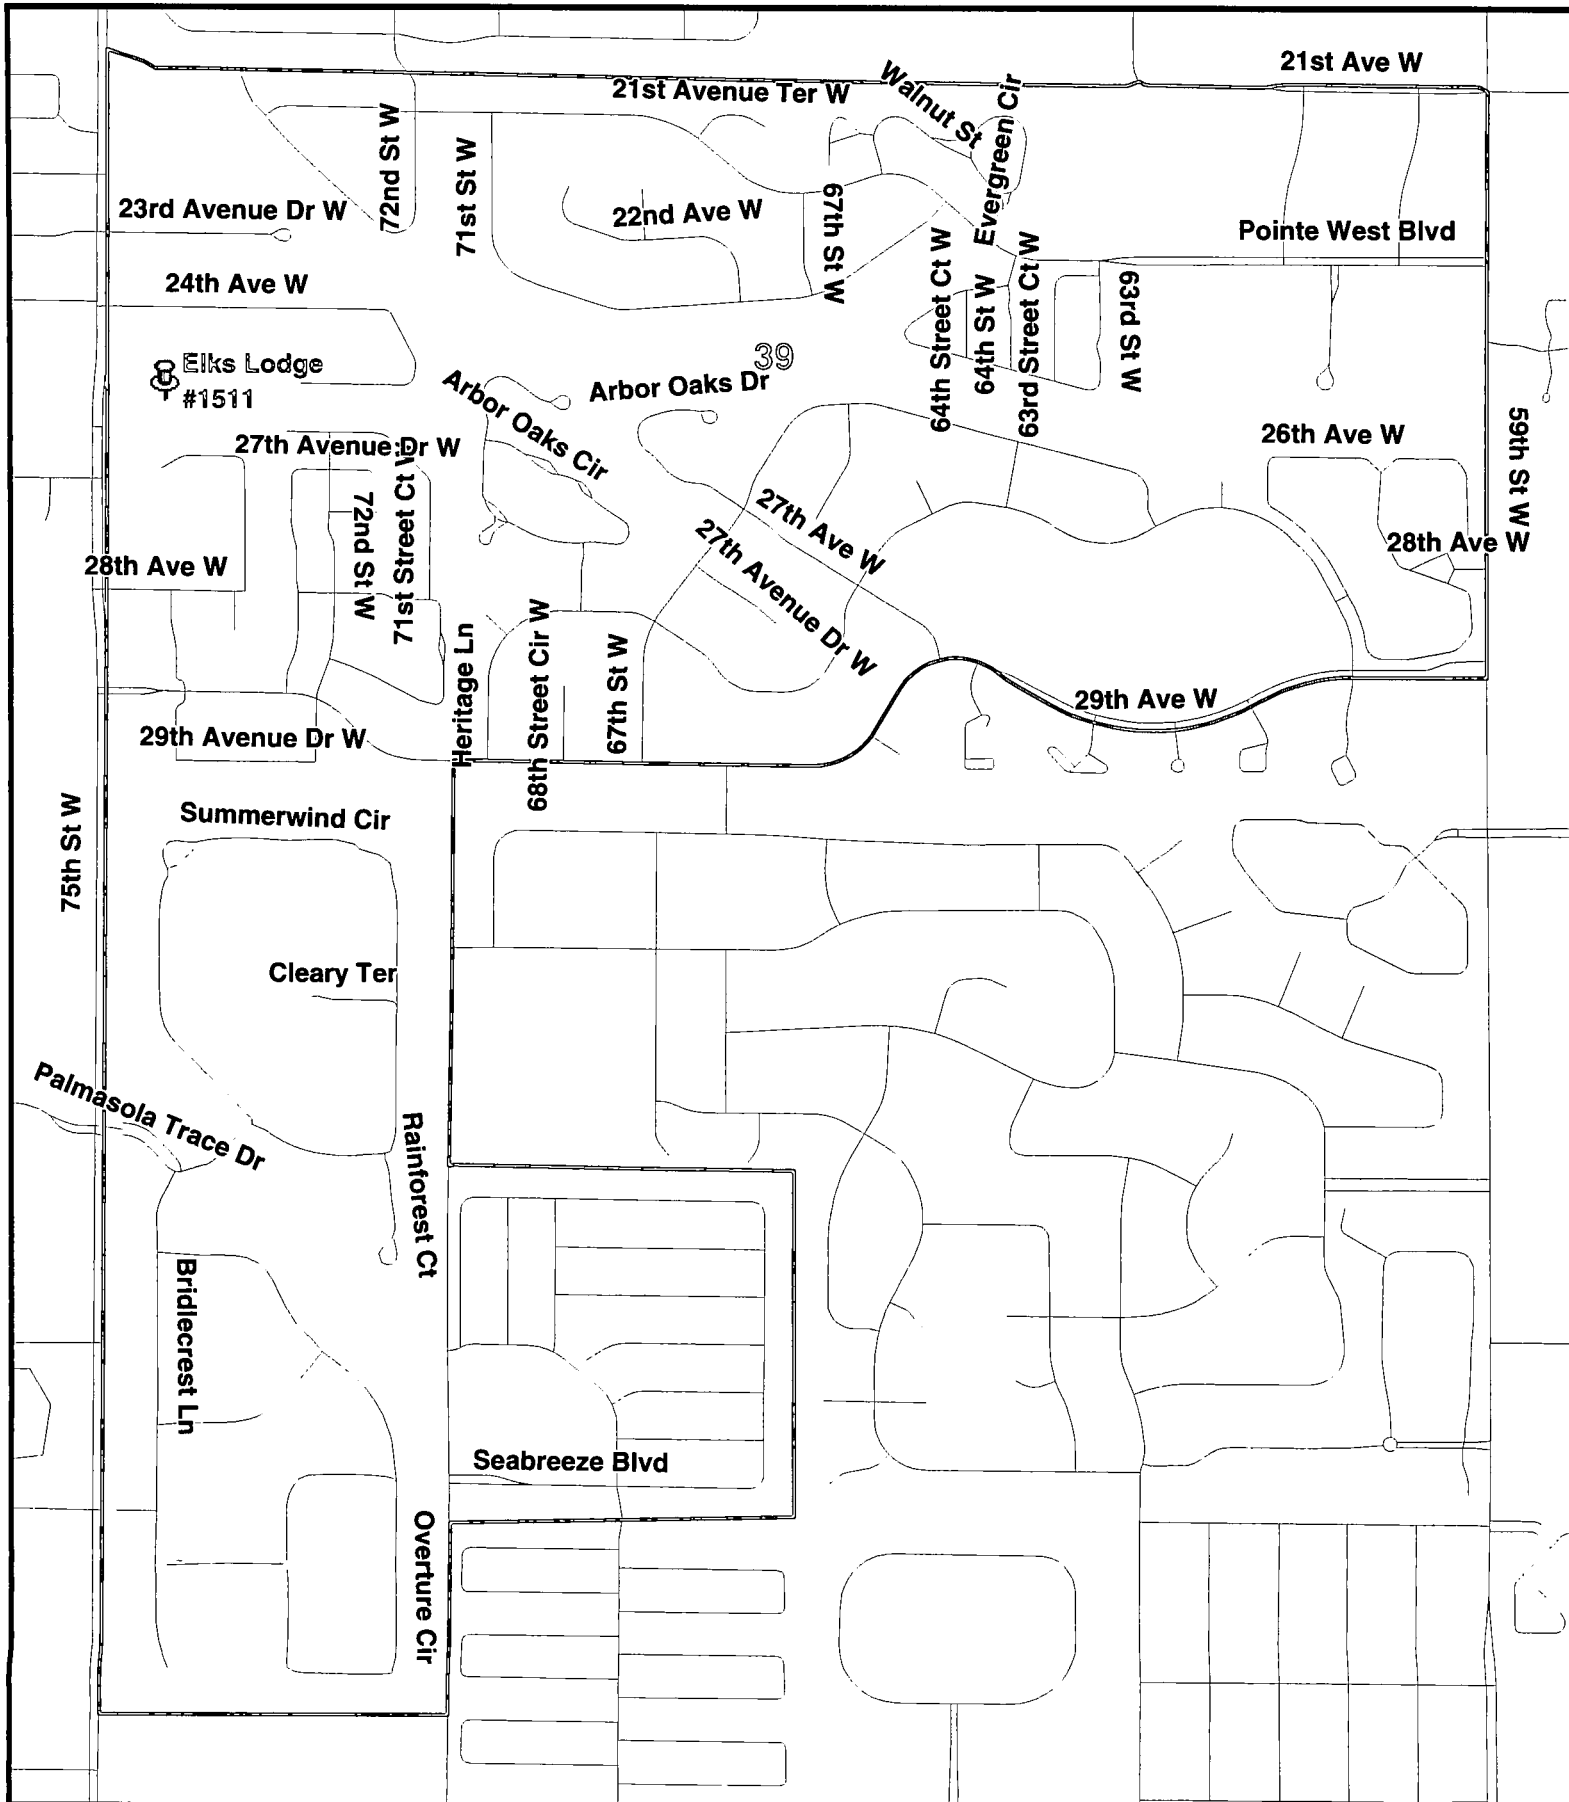 21st Ave W
21st Avenue Ter W
Walnut St
Evergreen Cir
72nd St W
71st St W
23rd Avenue Dr W
22nd Ave W
67th St W
Pointe West Blvd
24th Ave W
64th Street Ct W
64th St W
63rd Street Ct W
63rd St W
39
Elks Lodge
#1511
Arbor Oaks Dr
Arbor Oaks Cir
27th Avenue Dr W
26th Ave W
59th St W
71st Street Ct W
72nd St W
27th Ave W
27th Avenue Dr W
28th Ave W
28th Ave W
Heritage Ln
68th Street Cir W
67th St W
29th Ave W
29th Avenue Dr W
75th St W
Summerwind Cir
Cleary Ter
Palmasola Trace Dr
Rainforest Ct
Bridlecrest Ln
Seabreeze Blvd
Overture Cir